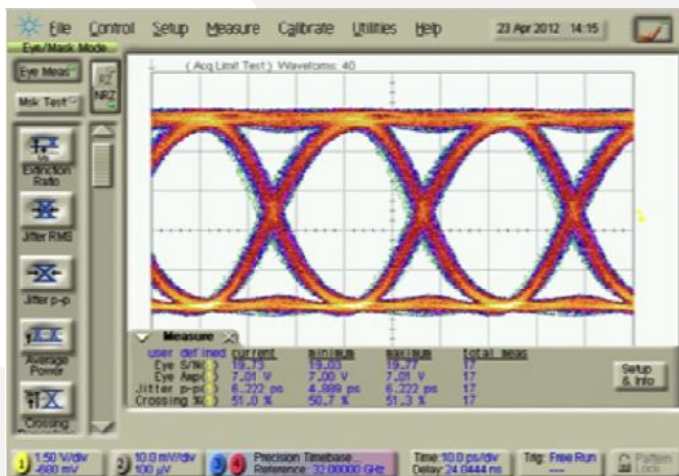 File Control Setup Measure Calibrate Utilities Help 23 Apr 2012 14:15
Eye/Mask Mode
Eye Meas
RZ
NRZ
Msk Test
( Acq Limit Test ) Waveforms: 40
Extinction
Ratio
Jitter RMS
Jitter p-p
Average
Power
Crossing
Measure
user defined current minimum maximum total meas
Eye S/N( ) 19.73 19.03 19.77 17
Eye Amp( ) 7.01 V 7.00 V 7.01 V 17
Jitter p-p( ) 6.222 ps 4.889 ps 6.222 ps 17
Crossing %( ) 51.0 % 50.7 % 51.3 % 17
Setup
& Info
1 1.50 V/div
-680 mV
2 10.0 mV/div
100 µV
3 4 Precision Timebase...
Reference: 32.00000 GHz
Time: 10.0 ps/div
Delay: 24.0444 ns
Trig: Free Run
Pattern
Lock